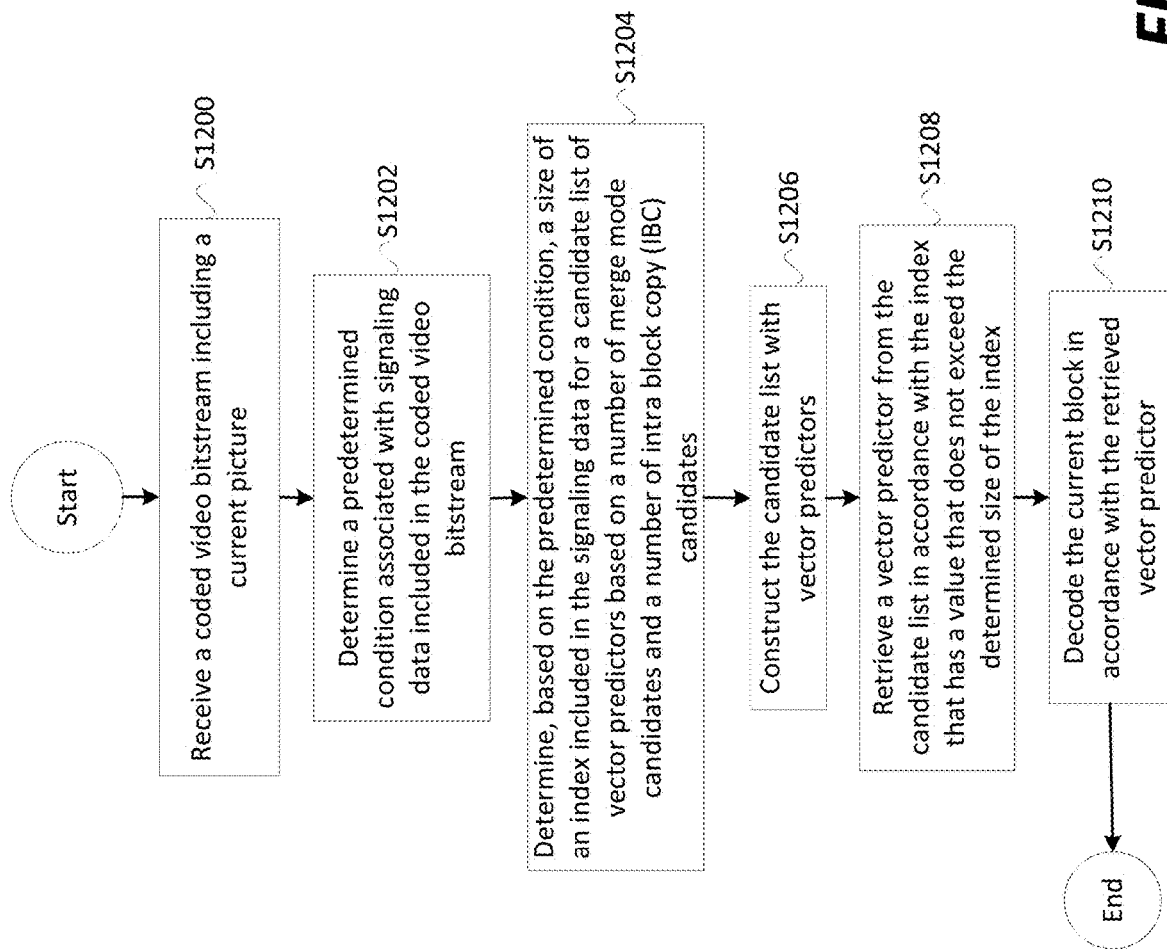 Start
Receive a coded video bitstream including a
current picture
S1200
Determine a predetermined
condition associated with signaling
data included in the coded video
bitstream
S1202
Determine, based on the predetermined condition, a size of
an index included in the signaling data for a candidate list of
vector predictors based on a number of merge mode
candidates and a number of intra block copy (IBC)
candidates
S1204
Construct the candidate list with
vector predictors
S1206
Retrieve a vector predictor from the
candidate list in accordance with the index
that has a value that does not exceed the
determined size of the index
S1208
Decode the current block in
accordance with the retrieved
vector predictor
S1210
End